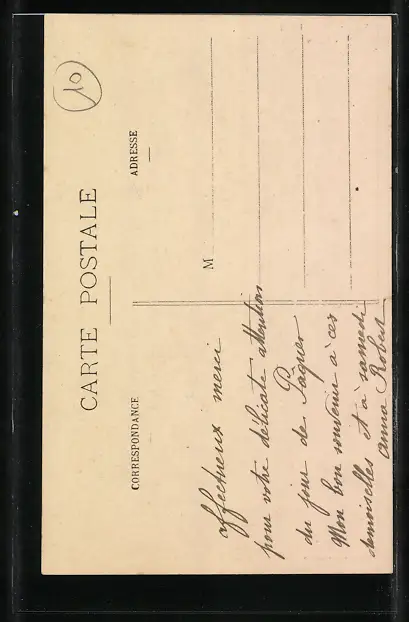 10
CARTE POSTALE
CORRESPONDANCE
ADRESSE
M
affectueux merci
pour votre délicate attention
du jour de Pâques
Mon bon souvenir à ces
demoiselles et à samedi
Anna Robert